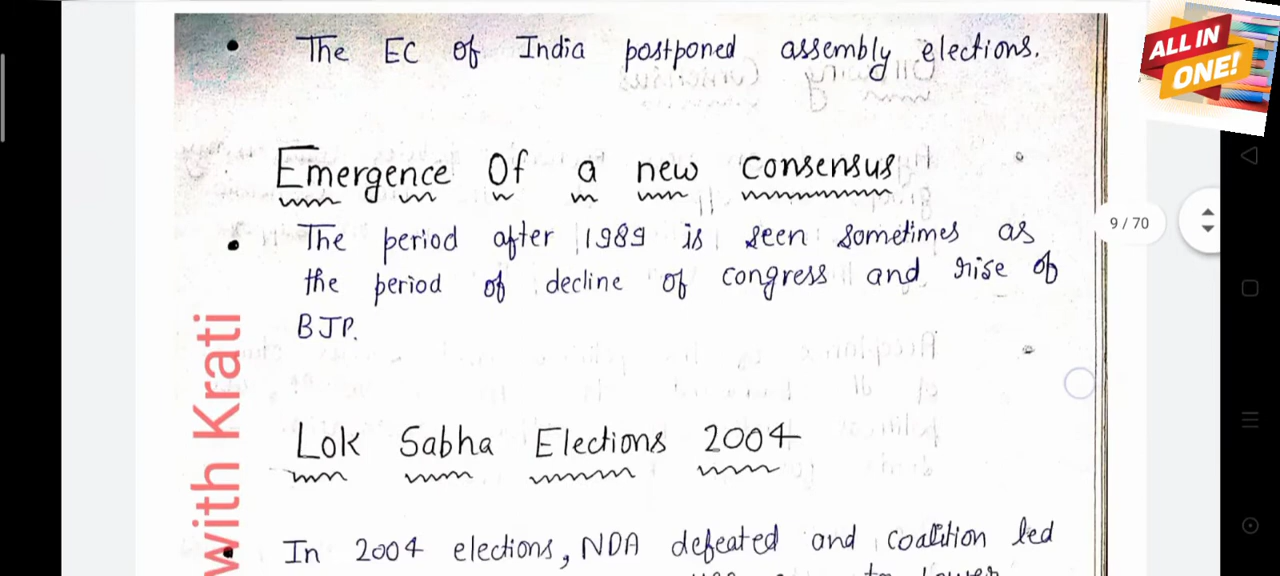 ALL IN
ONE!
• The EC of India postponed assembly elections.
Emergence Of a new consensus
• The period after 1989 is seen sometimes as
the period of decline of congress and rise of
BJP.
9 / 70
with Krati
Lok Sabha Elections 2004
• In 2004 elections, NDA defeated and coalition led